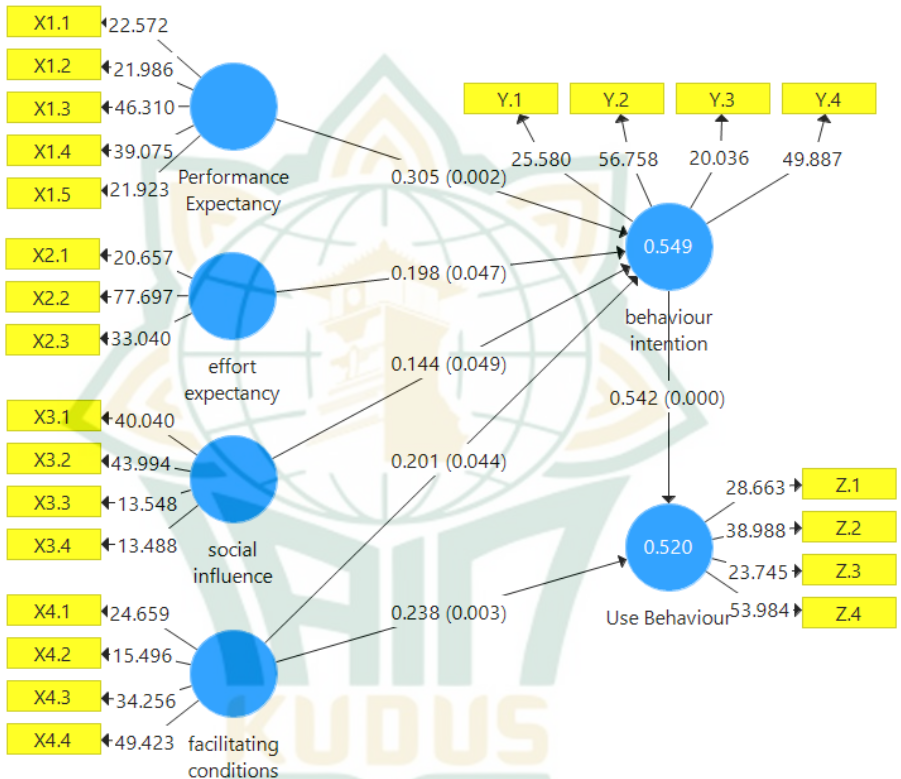 X1.1
22.572
X1.2
21.986
X1.3
46.310
X1.4
39.075
X1.5
21.923
Performance
Expectancy
X2.1
20.657
X2.2
77.697
X2.3
33.040
effort
expectancy
X3.1
40.040
X3.2
43.994
X3.3
13.548
X3.4
13.488
social
influence
X4.1
24.659
X4.2
15.496
X4.3
34.256
X4.4
49.423
facilitating
conditions
0.305 (0.002)
0.198 (0.047)
0.144 (0.049)
0.201 (0.044)
0.238 (0.003)
Y.1
Y.2
Y.3
Y.4
25.580
56.758
20.036
49.887
0.549
behaviour
intention
0.542 (0.000)
0.520
Use Behaviour
28.663
Z.1
38.988
Z.2
23.745
Z.3
53.984
Z.4
IAIN
KUDUS